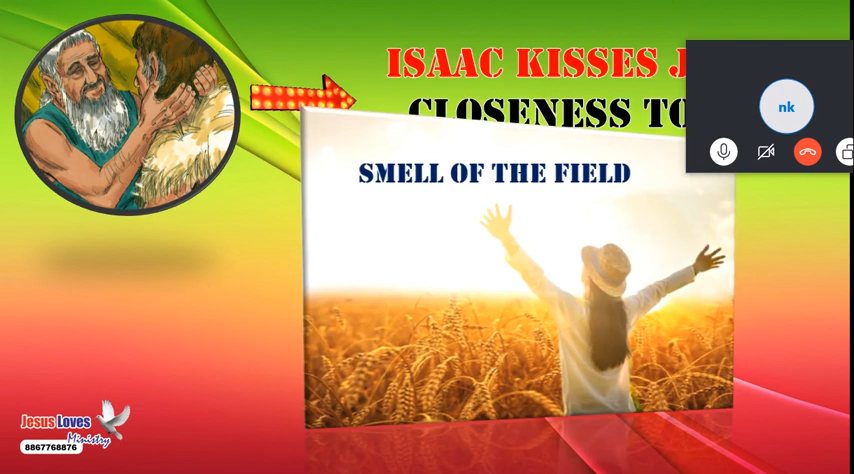 ISAAC KISSES J
CLOSENESS TO
SMELL OF THE FIELD
nk
Jesus Loves
Ministry
8867768876